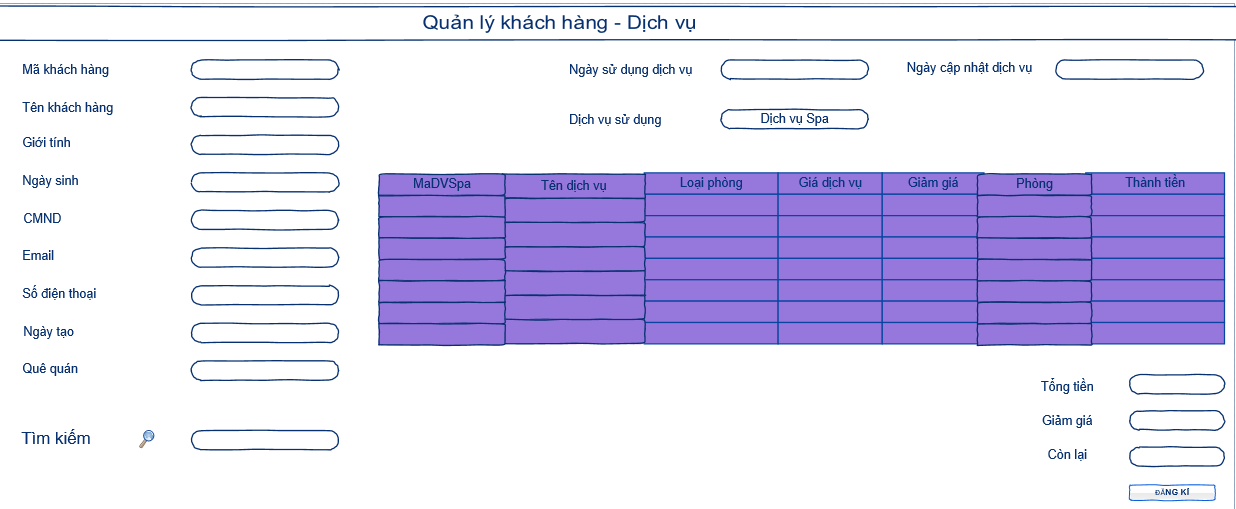 Quản lý khách hàng - Dịch vụ
Mã khách hàng
Ngày sử dụng dịch vụ
Ngày cập nhật dịch vụ
Tên khách hàng
Dịch vụ sử dụng
Dịch vụ Spa
Giới tính
Ngày sinh
CMND
Email
Số điện thoại
Ngày tạo
Quê quán
Tìm kiếm
MaDVSpa
Tên dịch vụ
Loại phòng
Giá dịch vụ
Giảm giá
Phòng
Thành tiền
Tổng tiền
Giảm giá
Còn lại
ĐĂNG KÍ